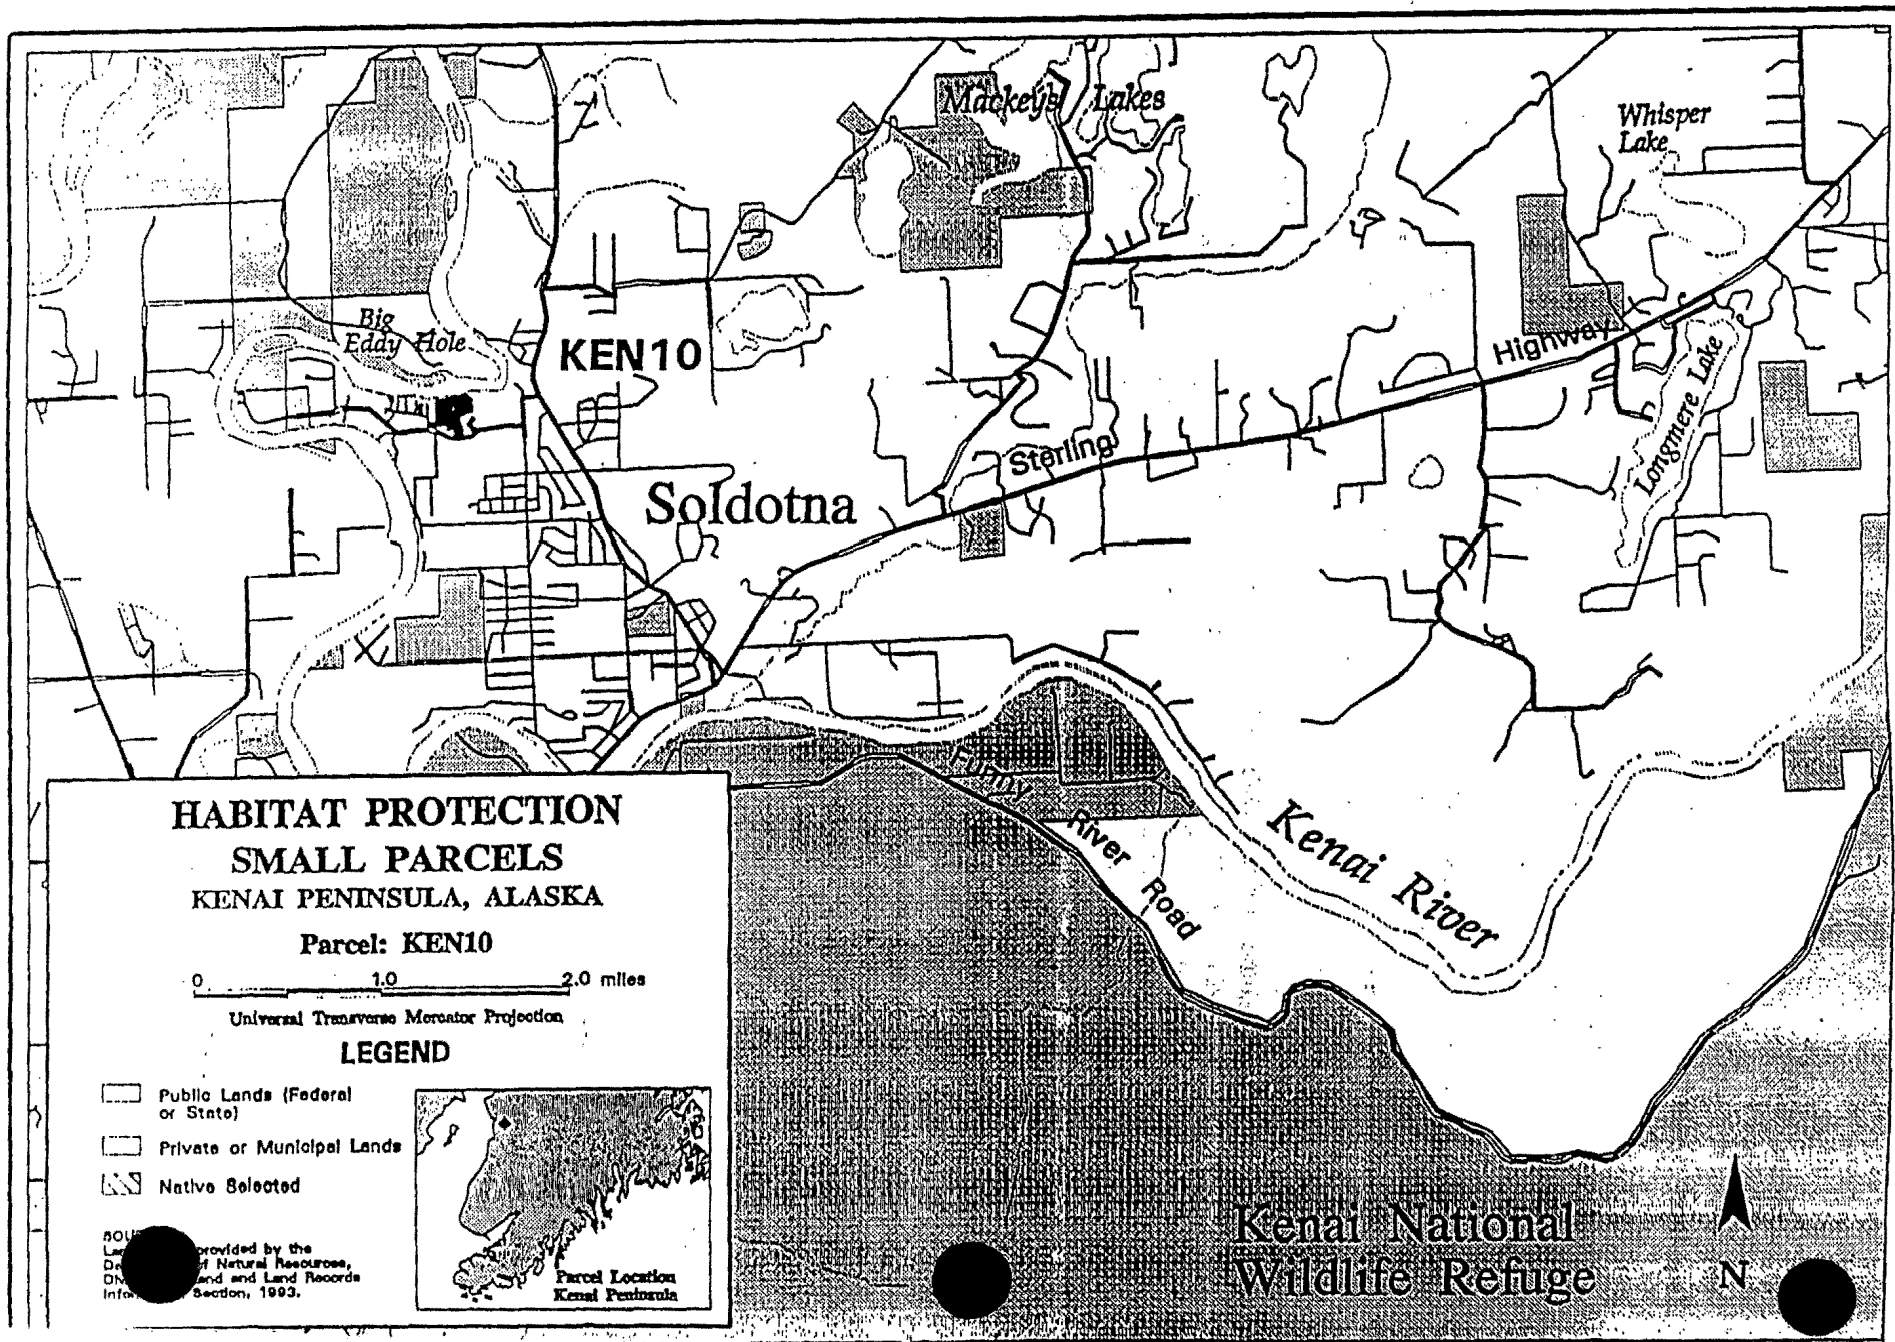 Mackey's Lakes
Whisper
Lake
Big
Eddy Hole
KEN10
Highway
Sterling
Longmere Lake
Soldotna
Funny River Road
Kenai River
HABITAT PROTECTION
SMALL PARCELS
KENAI PENINSULA, ALASKA
Parcel: KEN10
0 1.0 2.0 miles
Universal Transverse Mercator Projection
LEGEND
Public Lands (Federal
or State)
Private or Municipal Lands
Native Selected
provided by the
of Natural Resources,
and Land Records
Section, 1993.
Parcel Location
Kenai Peninsula
Kenai National
Wildlife Refuge
N